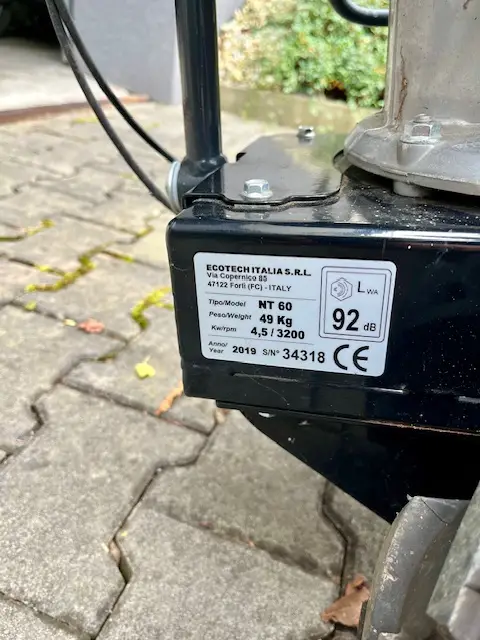 ECOTECH ITALIA S.R.L.
Via Copernico 85
47122 Forlì (FC) - ITALY
Tipo/Model NT 60
Peso/Weight 49 Kg
Kw/rpm 4,5 / 3200
Anno/Year 2019 S/N° 34318
LWA
92 dB
CE